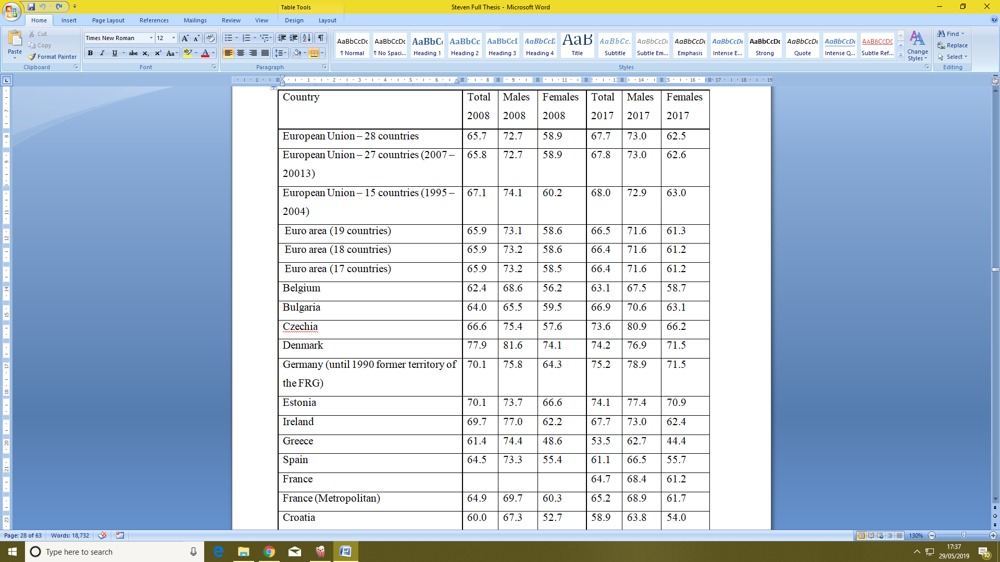 Table Tools
Steven Full Thesis - Microsoft Word
Home Insert Page Layout References Mailings Review View Design Layout
Paste
Cut
Copy
Format Painter
Clipboard
Times New Roman 12
Font
Paragraph
AaBbCcDc AaBbCcDc AaBbC AaBbCc AaBbCcI AaBbCcD AaB AaBbCc. AaBbCcDc AaBbCcDc AaBbCcDc AaBbCcDc AaBbCcDc AaBbCcDc AABBCCDE
¶ Normal ¶ No Spaci... Heading 1 Heading 2 Heading 3 Heading 4 Title Subtitle Subtle Em... Emphasis Intense E... Strong Quote Intense Q... Subtle Ref...
Change Styles
Styles
Find
Replace
Select
Editing
Country Total 2008 Males 2008 Females 2008 Total 2017 Males 2017 Females 2017
European Union – 28 countries 65.7 72.7 58.9 67.7 73.0 62.5
European Union – 27 countries (2007 – 65.8 72.7 58.9 67.8 73.0 62.6
20013)
European Union – 15 countries (1995 – 67.1 74.1 60.2 68.0 72.9 63.0
2004)
Euro area (19 countries) 65.9 73.1 58.6 66.5 71.6 61.3
Euro area (18 countries) 65.9 73.2 58.6 66.4 71.6 61.2
Euro area (17 countries) 65.9 73.2 58.5 66.4 71.6 61.2
Belgium 62.4 68.6 56.2 63.1 67.5 58.7
Bulgaria 64.0 65.5 59.5 66.9 70.6 63.1
Czechia 66.6 75.4 57.6 73.6 80.9 66.2
Denmark 77.9 81.6 74.1 74.2 76.9 71.5
Germany (until 1990 former territory of 70.1 75.8 64.3 75.2 78.9 71.5
the FRG)
Estonia 70.1 73.7 66.6 74.1 77.4 70.9
Ireland 69.7 77.0 62.2 67.7 73.0 62.4
Greece 61.4 74.4 48.6 53.5 62.7 44.4
Spain 64.5 73.3 55.4 61.1 66.5 55.7
France 64.7 68.4 61.2
France (Metropolitan) 64.9 69.7 60.3 65.2 68.9 61.7
Croatia 60.0 67.3 52.7 58.9 63.8 54.0
Page: 28 of 63 Words: 18,732 130%
Type here to search
17:37
29/05/2019
10